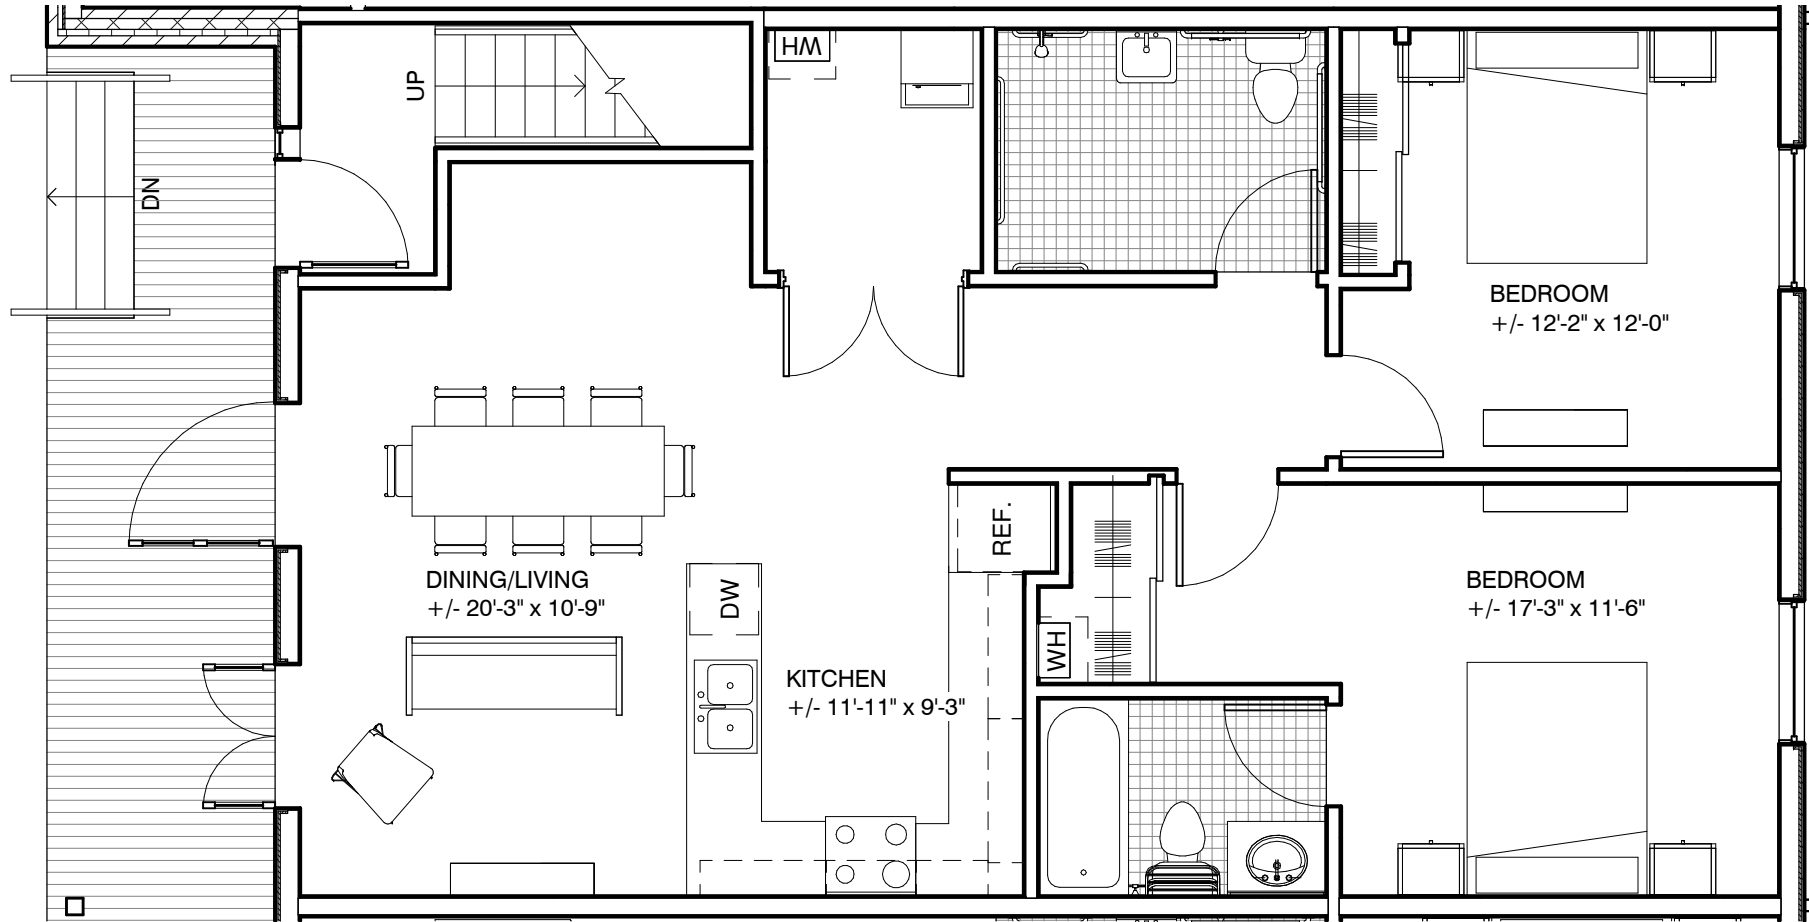 UP
WH
DN
BEDROOM
+/- 12'-2" x 12'-0"
REF.
DINING/LIVING
+/- 20'-3" x 10'-9"
DW
BEDROOM
+/- 17'-3" x 11'-6"
WH
KITCHEN
+/- 11'-11" x 9'-3"